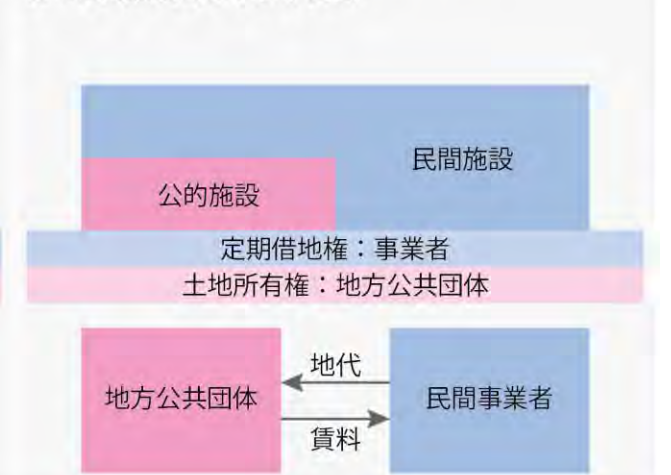 民間施設
公的施設
定期借地権：事業者
土地所有権：地方公共団体
地代
地方公共団体
民間事業者
賃料